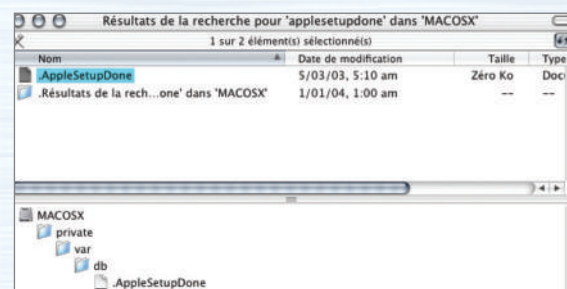 Résultats de la recherche pour 'applesetupdone' dans 'MACOSX'
1 sur 2 élément(s) sélectionné(s)
Nom Date de modification Taille Type
.AppleSetupDone 5/03/03, 5:10 am Zéro Ko Doc
.Résultats de la rech...one' dans 'MACOSX' 1/01/04, 1:00 am -- --
MACOSX
private
var
db
.AppleSetupDone